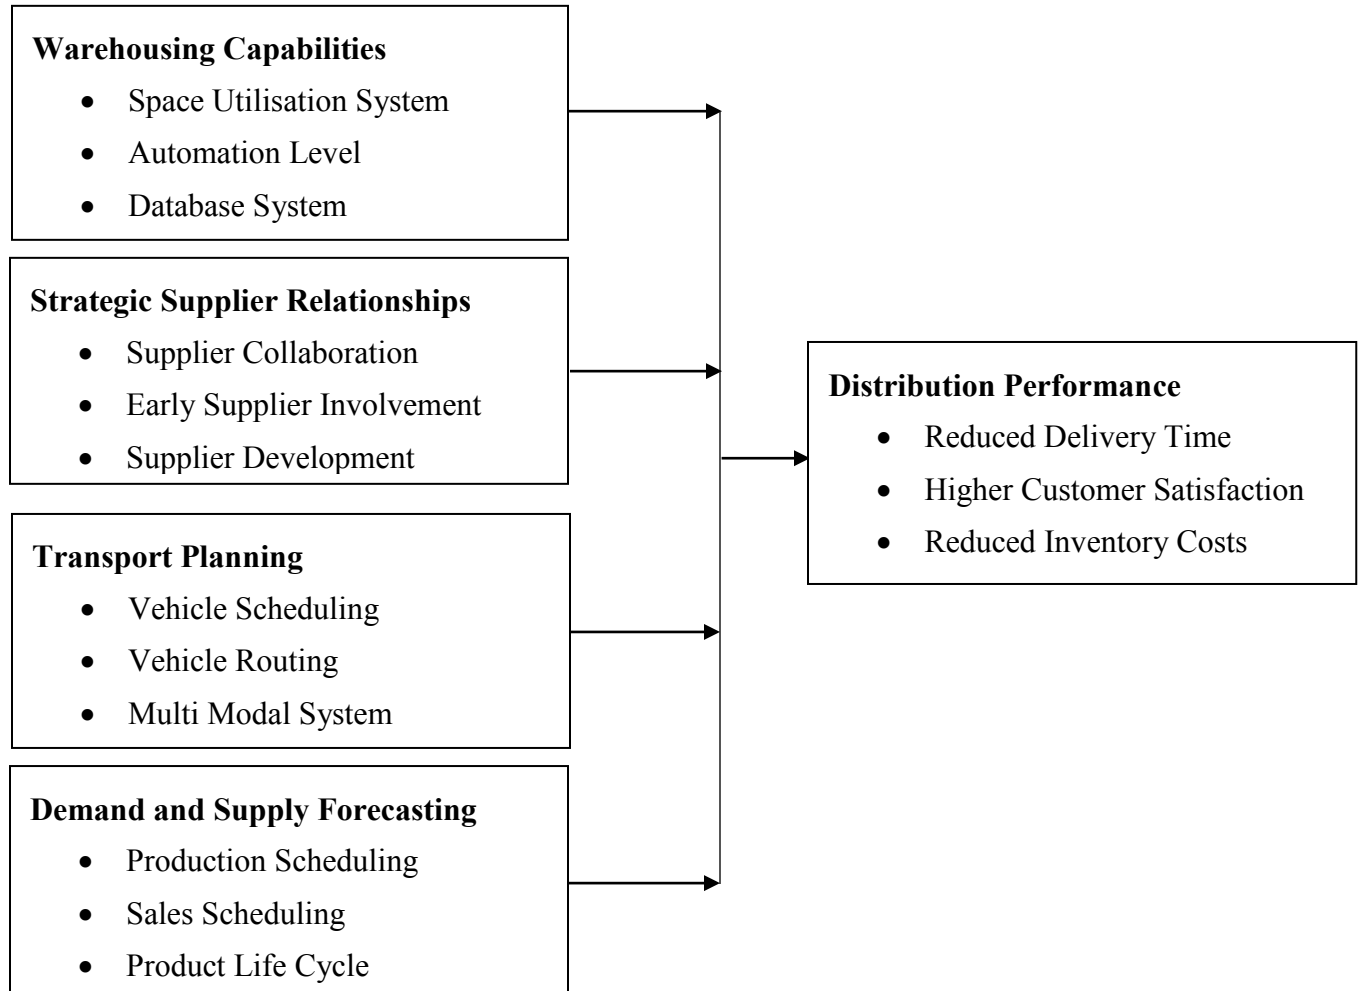 Warehousing Capabilities
• Space Utilisation System
• Automation Level
• Database System
Strategic Supplier Relationships
• Supplier Collaboration
• Early Supplier Involvement
• Supplier Development
Transport Planning
• Vehicle Scheduling
• Vehicle Routing
• Multi Modal System
Demand and Supply Forecasting
• Production Scheduling
• Sales Scheduling
• Product Life Cycle
Distribution Performance
• Reduced Delivery Time
• Higher Customer Satisfaction
• Reduced Inventory Costs